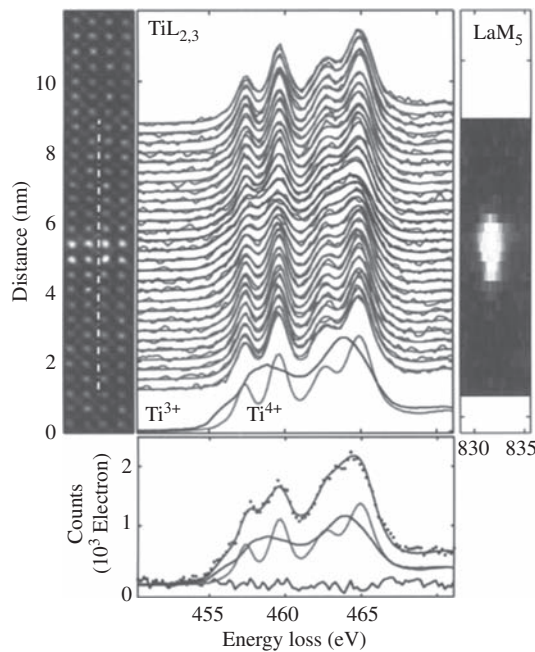 TiL2,3
LaM5
10
8
6
4
2
0
Distance (nm)
Ti3+
Ti4+
830 835
2
1
0
Counts
(10³ Electron)
455 460 465
Energy loss (eV)